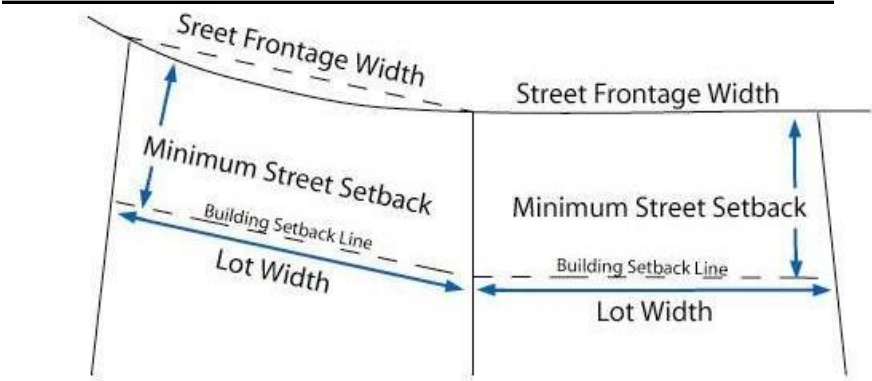 Sreet Frontage Width
Street Frontage Width
Minimum Street Setback
Minimum Street Setback
Building Setback Line
Building Setback Line
Lot Width
Lot Width